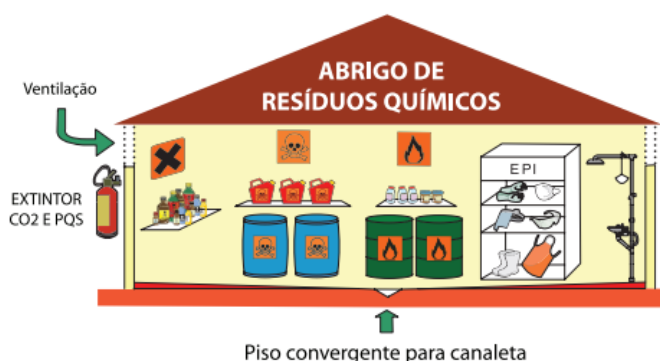 ABRIGO DE
RESÍDUOS QUÍMICOS
Ventilação
EXTINTOR
CO2 E PQS
EPI
Piso convergente para canaleta